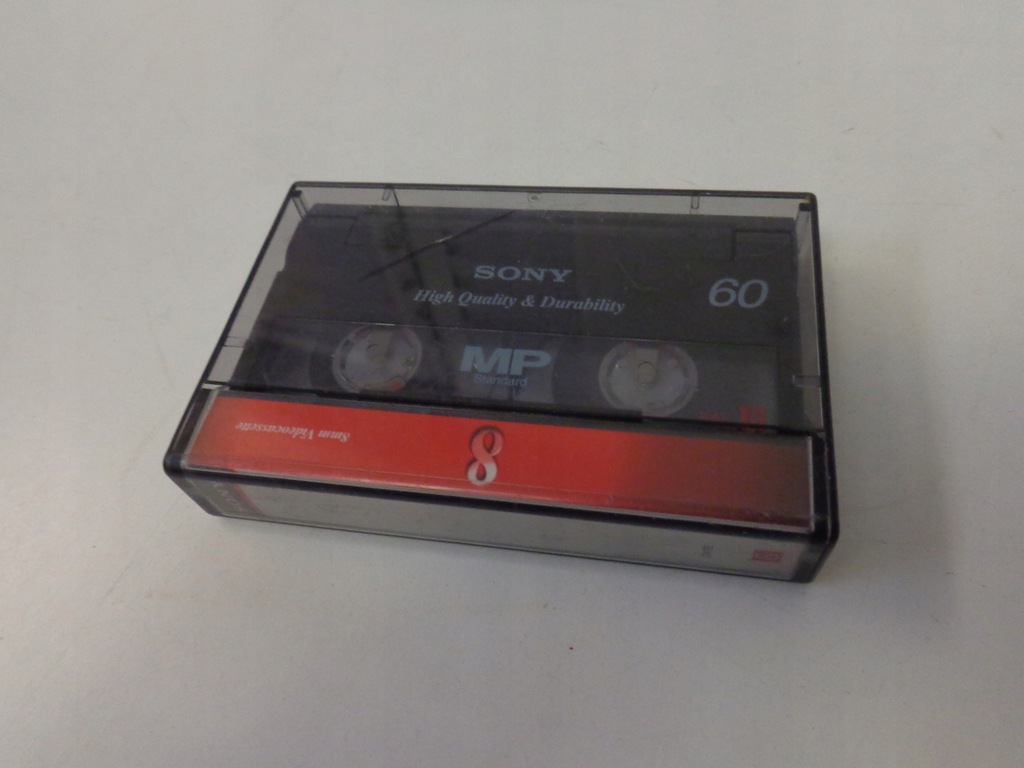 SONY
High Quality & Durability
60
MP
Standard
8
8mm Videocassette